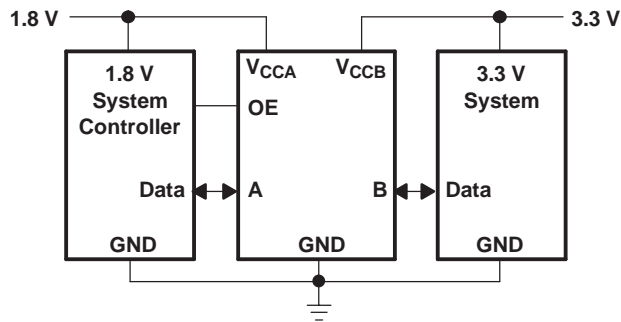 1.8 V 3.3 V
1.8 V System Controller
VCCA VCCB
OE
3.3 V System
Data A B Data
GND GND GND